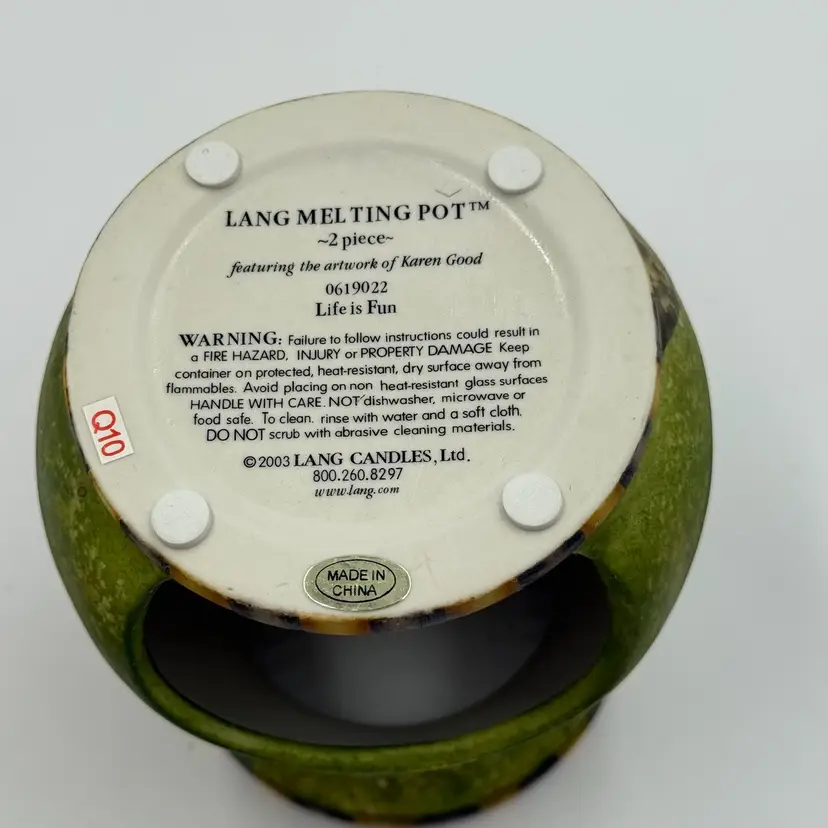 LANG MELTING POT™
~2 piece~
featuring the artwork of Karen Good
0619022
Life is Fun
WARNING: Failure to follow instructions could result in
a FIRE HAZARD, INJURY or PROPERTY DAMAGE Keep
container on protected, heat-resistant, dry surface away from
flammables. Avoid placing on non heat-resistant glass surfaces
HANDLE WITH CARE. NOT dishwasher, microwave or
food safe. To clean. rinse with water and a soft cloth.
DO NOT scrub with abrasive cleaning materials.
Q10
©2003 LANG CANDLES, Ltd.
800.260.8297
www.lang.com
MADE IN
CHINA